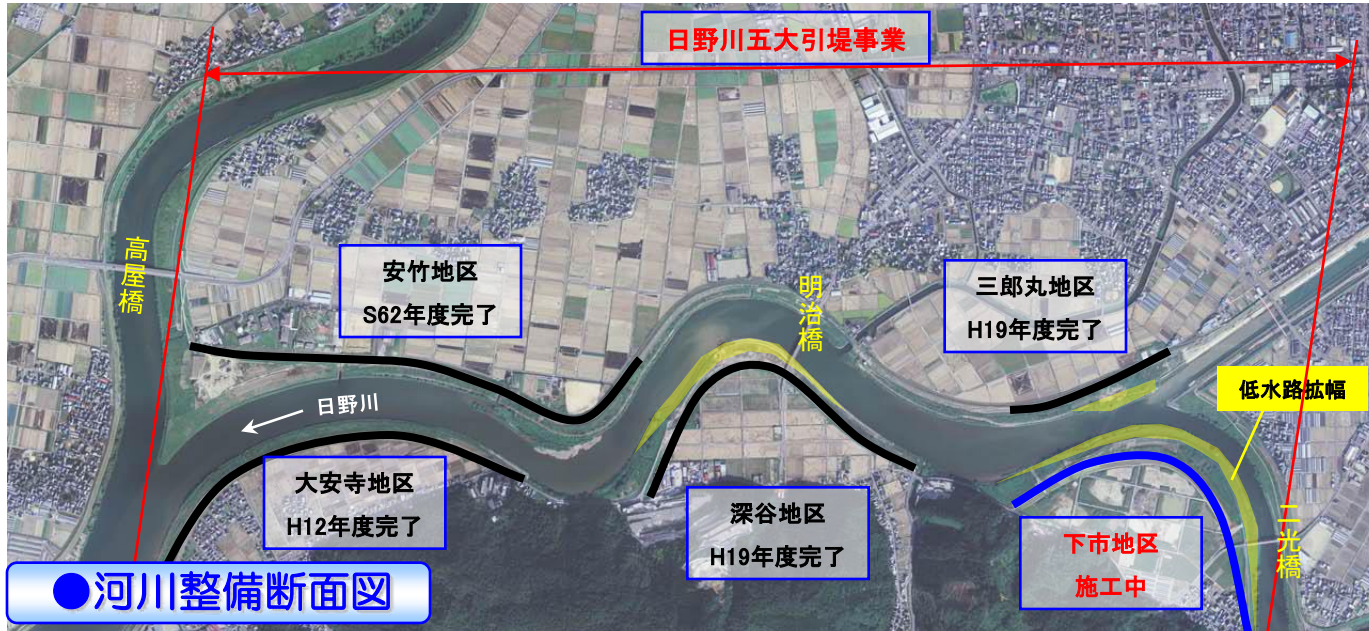 日野川五大引堤事業
高屋橋
安竹地区
S62年度完了
明治橋
三郎丸地区
H19年度完了
低水路拡幅
日野川
大安寺地区
H12年度完了
深谷地区
H19年度完了
下市地区
施工中
二光橋
●河川整備断面図